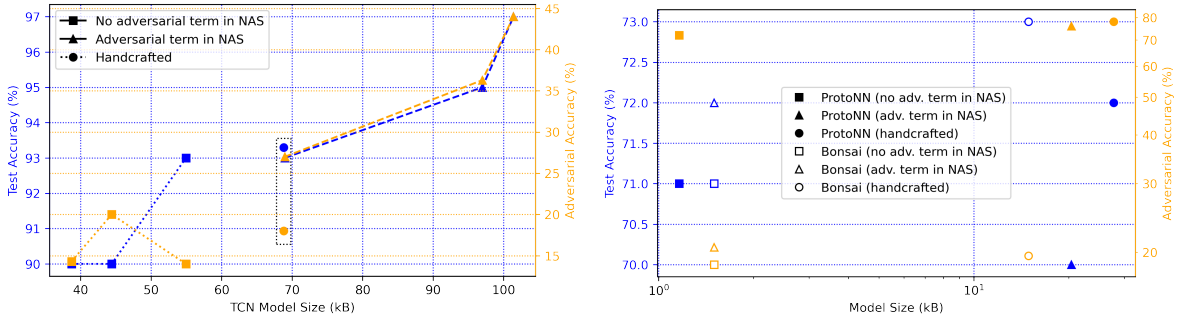 97
96
95
94
93
92
91
90
Test Accuracy (%)
No adversarial term in NAS
Adversarial term in NAS
Handcrafted
45
40
35
30
25
20
15
Adversarial Accuracy (%)
40 50 60 70 80 90 100
TCN Model Size (kB)
73.0
72.5
72.0
71.5
71.0
70.5
70.0
Test Accuracy (%)
ProtoNN (no adv. term in NAS)
ProtoNN (adv. term in NAS)
ProtoNN (handcrafted)
Bonsai (no adv. term in NAS)
Bonsai (adv. term in NAS)
Bonsai (handcrafted)
80
70
60
50
40
30
20
Adversarial Accuracy (%)
10⁰ 10¹
Model Size (kB)